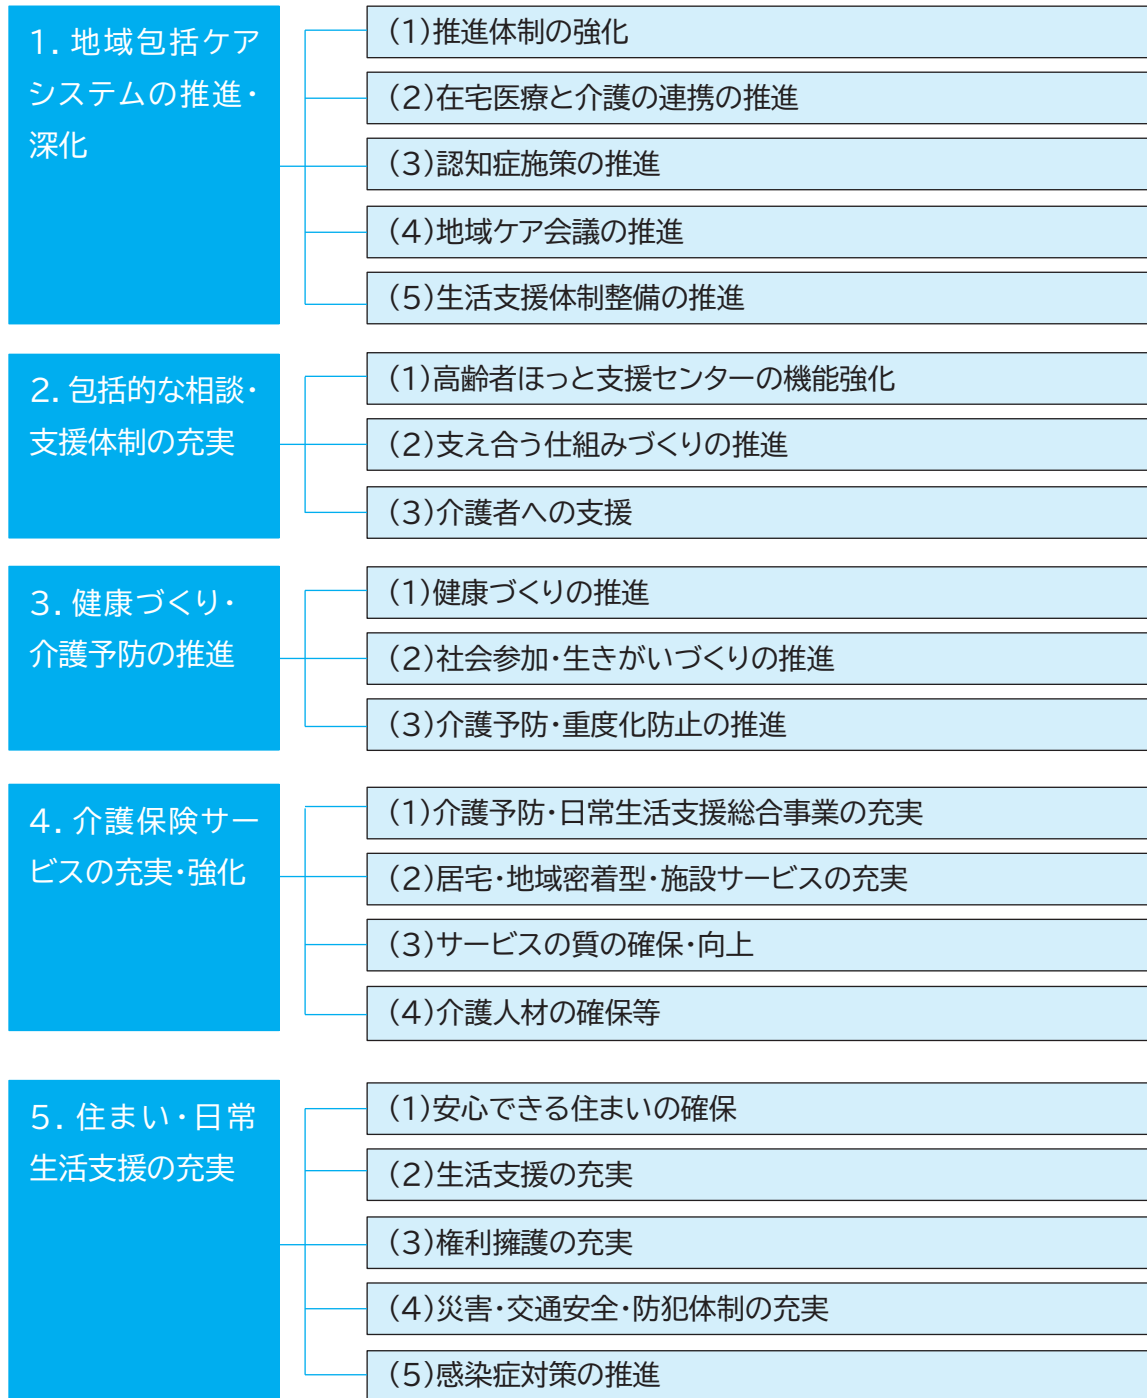 1．地域包括ケア
システムの推進・
深化
(1)推進体制の強化
(2)在宅医療と介護の連携の推進
(3)認知症施策の推進
(4)地域ケア会議の推進
(5)生活支援体制整備の推進
2．包括的な相談・
支援体制の充実
(1)高齢者ほっと支援センターの機能強化
(2)支え合う仕組みづくりの推進
(3)介護者への支援
3．健康づくり・
介護予防の推進
(1)健康づくりの推進
(2)社会参加・生きがいづくりの推進
(3)介護予防・重度化防止の推進
4．介護保険サー
ビスの充実・強化
(1)介護予防・日常生活支援総合事業の充実
(2)居宅・地域密着型・施設サービスの充実
(3)サービスの質の確保・向上
(4)介護人材の確保等
5．住まい・日常
生活支援の充実
(1)安心できる住まいの確保
(2)生活支援の充実
(3)権利擁護の充実
(4)災害・交通安全・防犯体制の充実
(5)感染症対策の推進